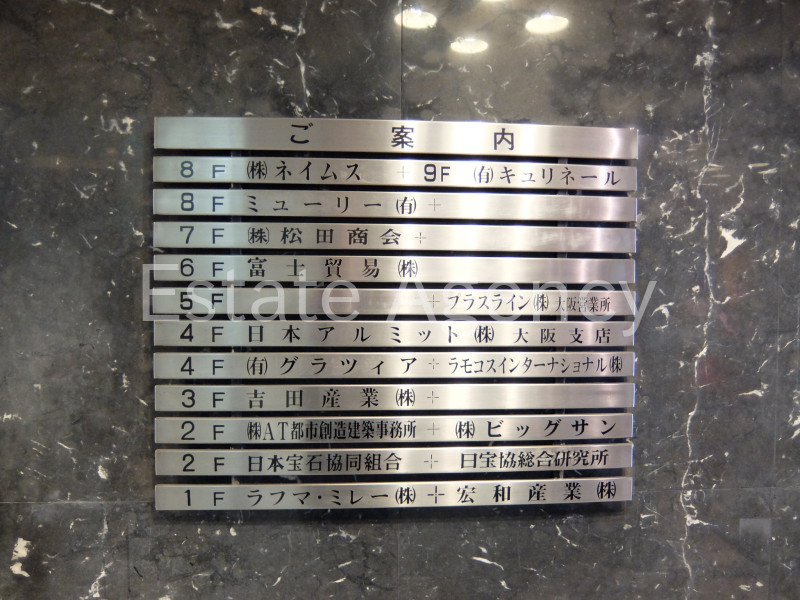 ご案内
8F ㈱ネイムス + 9F ㈲キュリネール
8F ミューリー㈲ +
7F ㈱松田商会 +
6F 富士貿易㈱
5F + フラスライン㈱大阪営業所
4F 日本アルミット㈱大阪支店
4F ㈲グラツィア + ラモコスインターナショナル㈱
3F 吉田産業㈱ +
2F ㈱AT都市創造建築事務所 + ㈱ビッグサン
2F 日本宝石協同組合 + 日宝協総合研究所
1F ラフマ・ミレー㈱ + 宏和産業㈱
Estate Agency